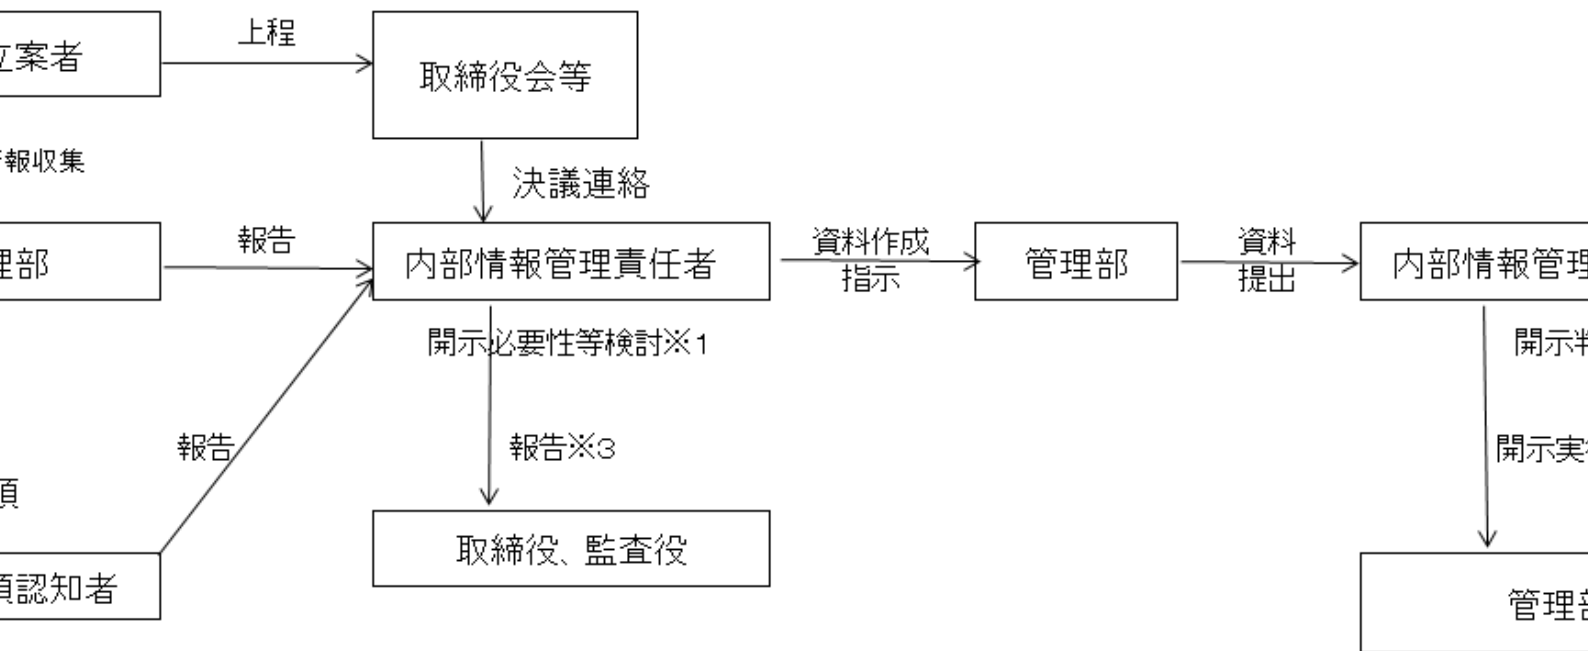 立案者
上程
取締役会等
報収集
決議連絡
理部
報告
内部情報管理責任者
資料作成
指示
管理部
資料
提出
内部情報管理
開示必要性等検討※1
開示判
報告
報告※3
開示実
項
取締役、監査役
項認知者
管理部